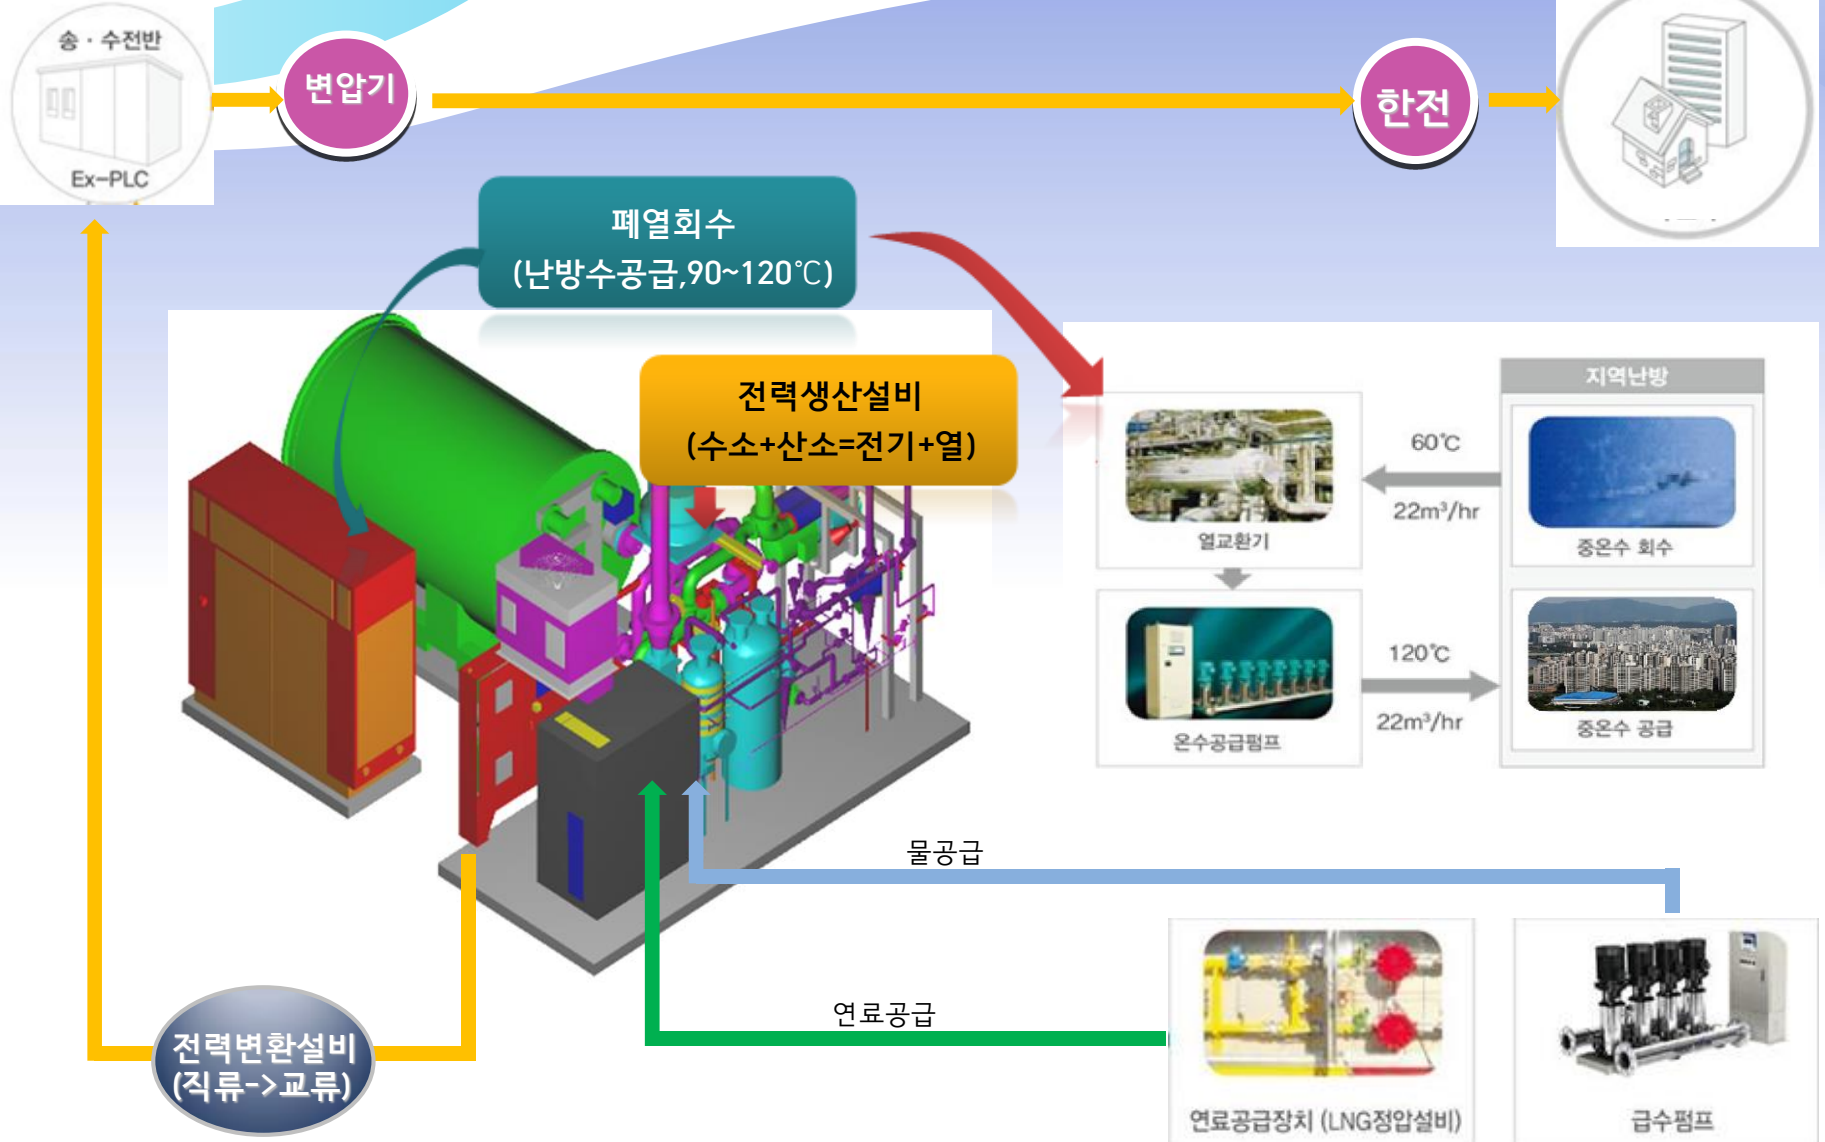 송 · 수전반
Ex-PLC
변압기
한전
폐열회수
(난방수공급,90~120℃)
전력생산설비
(수소+산소=전기+열)
지역난방
열교환기
60℃
22m³/hr
중온수 회수
온수공급펌프
120℃
22m³/hr
중온수 공급
물공급
연료공급
전력변환설비
(직류->교류)
연료공급장치 (LNG정압설비)
급수펌프